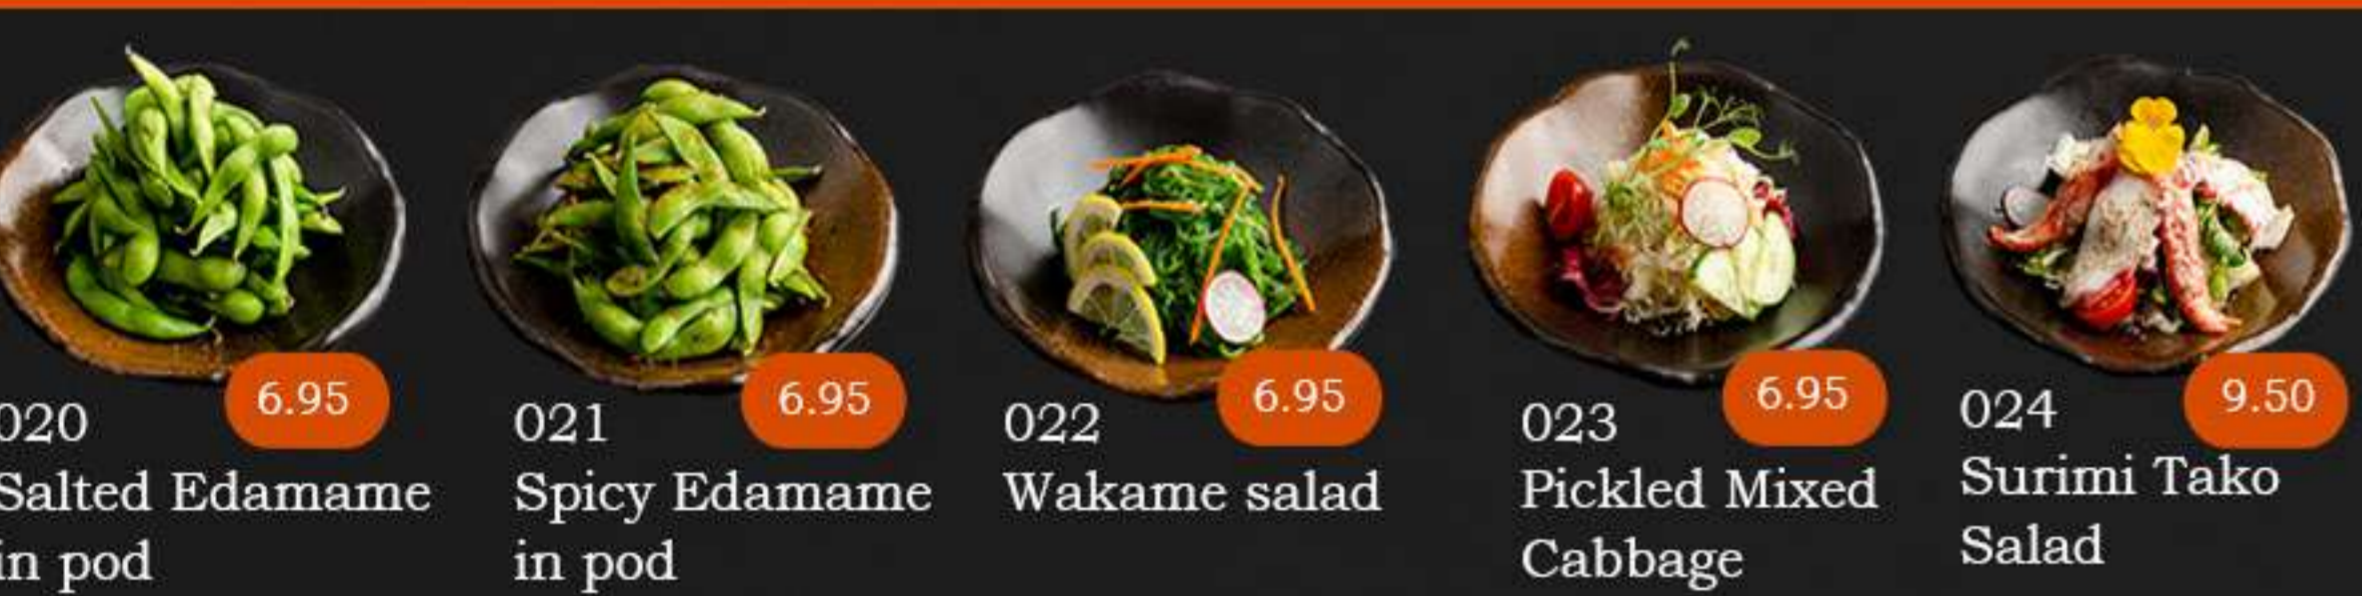 020
6.95
Salted Edamame
in pod
021
6.95
Spicy Edamame
in pod
022
6.95
Wakame salad
023
6.95
Pickled Mixed
Cabbage
024
9.50
Surimi Tako
Salad